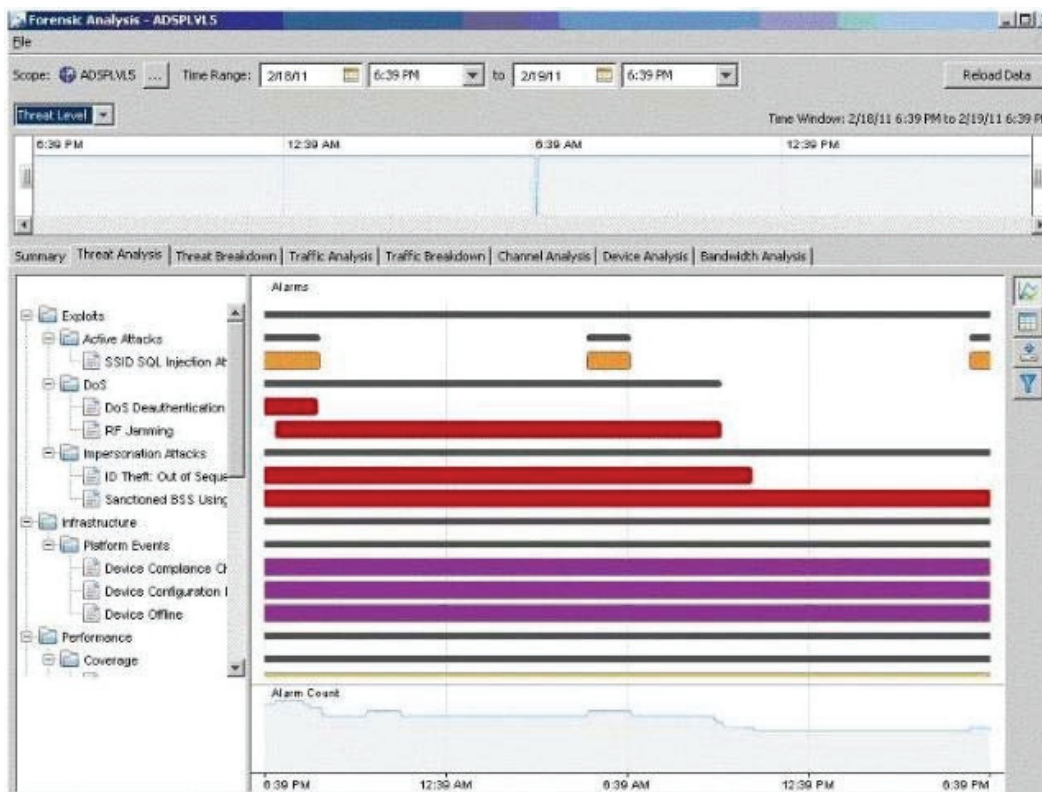 Forensic Analysis - ADSPLVL5
File
Scope: ADSPLVL5 ... Time Range: 2/18/11 6:39 PM to 2/19/11 6:39 PM Reload Data
Threat Level Time Window: 2/18/11 6:39 PM to 2/19/11 6:39 P
6:39 PM 12:39 AM 6:39 AM 12:39 PM
Summary Threat Analysis Threat Breakdown Traffic Analysis Traffic Breakdown Channel Analysis Device Analysis Bandwidth Analysis
Alarms
Exploits
Active Attacks
SSID SQL Injection At
DoS
DoS Deauthentication
RF Jamming
Impersonation Attacks
ID Theft: Out of Seque
Sanctioned BSS Using
Infrastructure
Platform Events
Device Compliance Ch
Device Configuration
Device Offline
Performance
Coverage
Alarm Count
6:39 PM 12:39 AM 6:39 AM 12:39 PM 6:39 PM